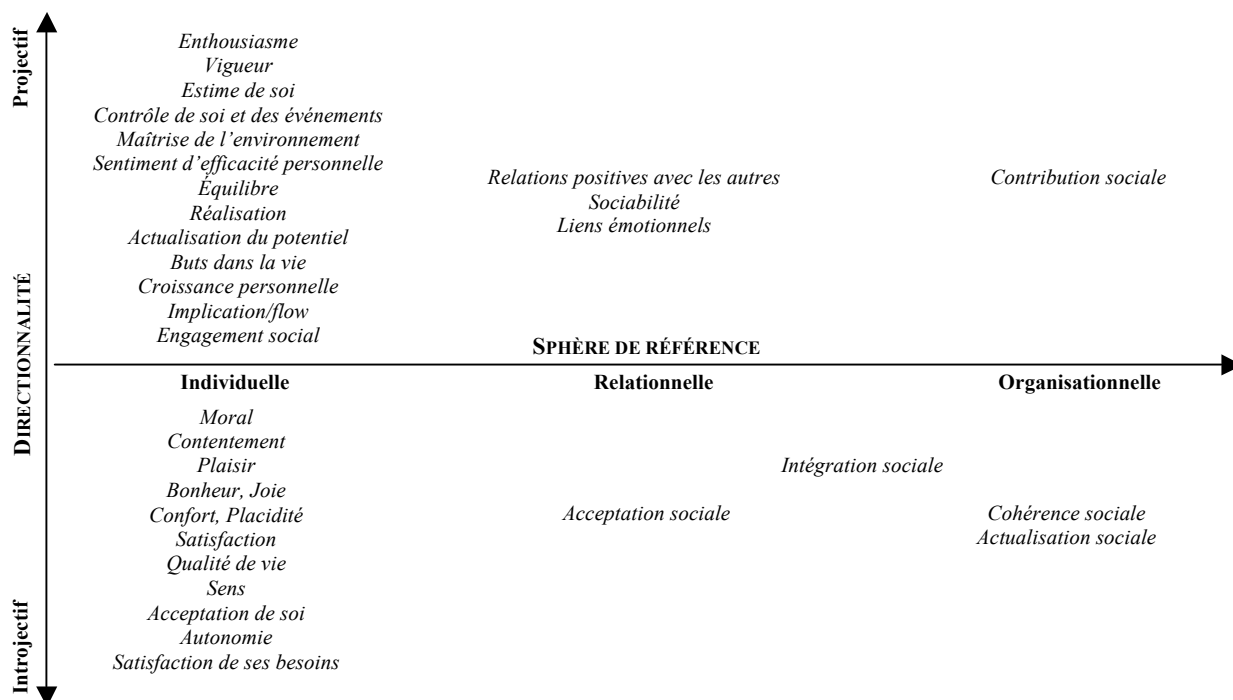 Projectif
Enthousiasme
Vigueur
Estime de soi
Contrôle de soi et des événements
Maîtrise de l'environnement
Sentiment d'efficacité personnelle
Équilibre
Réalisation
Actualisation du potentiel
Buts dans la vie
Croissance personnelle
Implication/flow
Engagement social
Relations positives avec les autres
Sociabilité
Liens émotionnels
Contribution sociale
DIRECTIONNALITÉ
SPHÈRE DE RÉFÉRENCE
Individuelle
Relationnelle
Organisationnelle
Moral
Contentement
Plaisir
Bonheur, Joie
Confort, Placidité
Satisfaction
Qualité de vie
Sens
Acceptation de soi
Autonomie
Satisfaction de ses besoins
Intégration sociale
Acceptation sociale
Cohérence sociale
Actualisation sociale
Introjectif